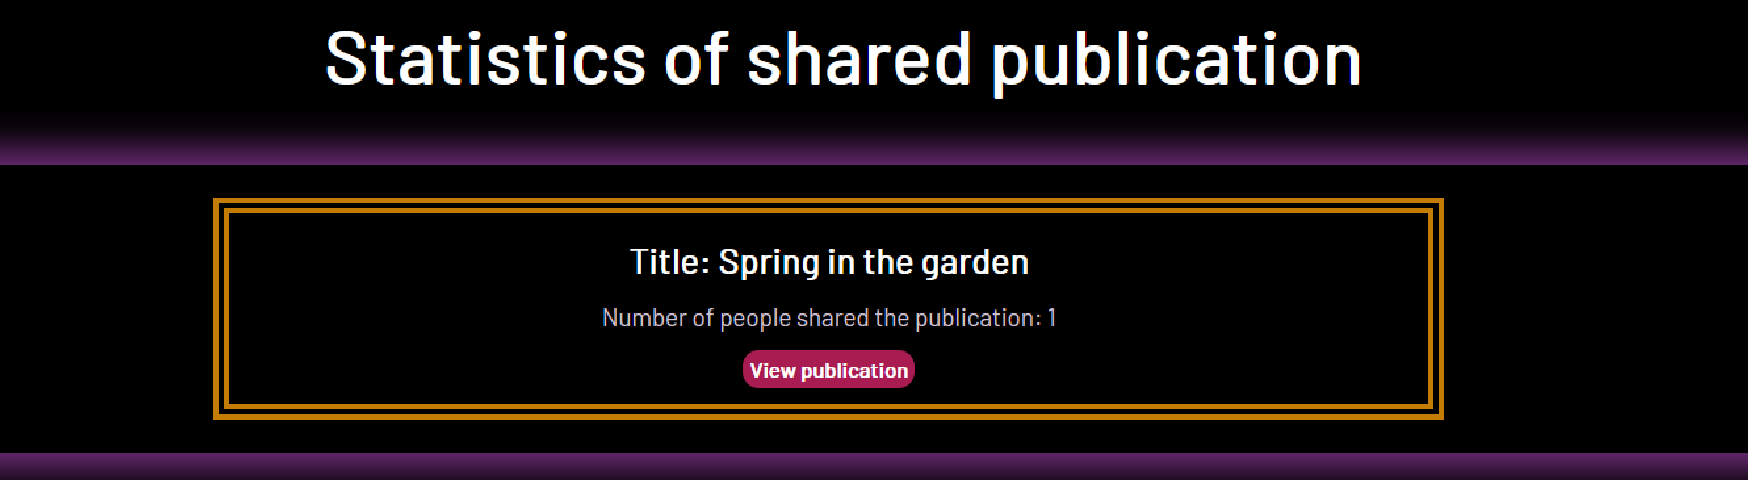 Statistics of shared publication
Title: Spring in the garden
Number of people shared the publication: 1
View publication